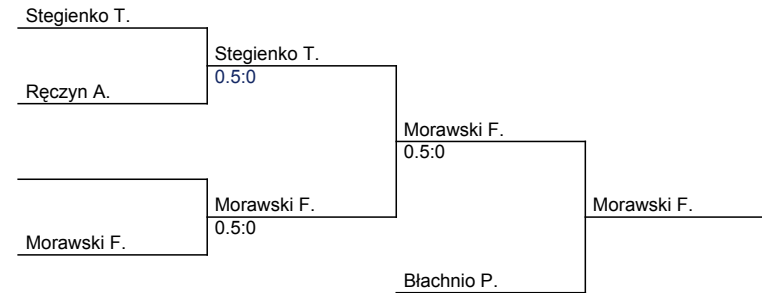 Stegienko T.
Stegienko T.
0.5:0
Ręczyn A.
Morawski F.
0.5:0
Morawski F.
Morawski F.
0.5:0
Morawski F.
Błachnio P.